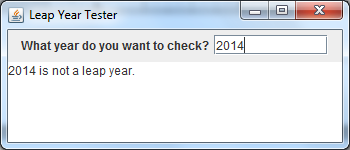 Leap Year Tester
What year do you want to check? 2014
2014 is not a leap year.